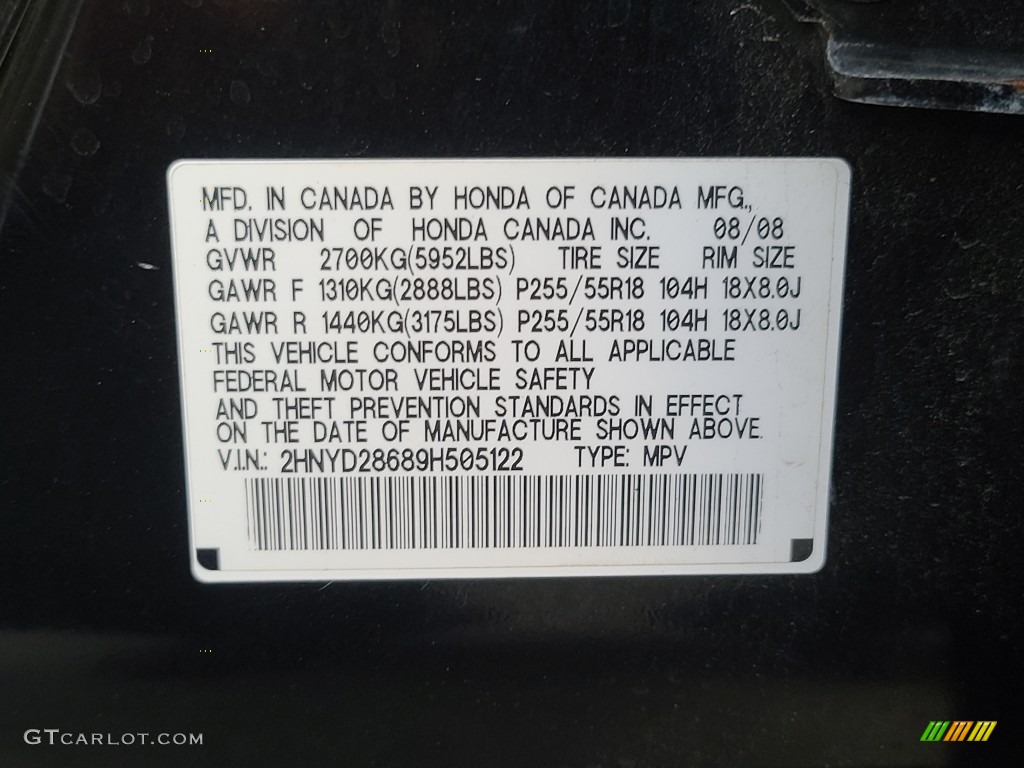 MFD. IN CANADA BY HONDA OF CANADA MFG.,
A DIVISION OF HONDA CANADA INC. 08/08
GVWR 2700KG(5952LBS) TIRE SIZE RIM SIZE
GAWR F 1310KG(2888LBS) P255/55R18 104H 18X8.0J
GAWR R 1440KG(3175LBS) P255/55R18 104H 18X8.0J
THIS VEHICLE CONFORMS TO ALL APPLICABLE
FEDERAL MOTOR VEHICLE SAFETY
AND THEFT PREVENTION STANDARDS IN EFFECT
ON THE DATE OF MANUFACTURE SHOWN ABOVE.
V.I.N.: 2HNYD28689H505122 TYPE: MPV
GTCARLOT.COM